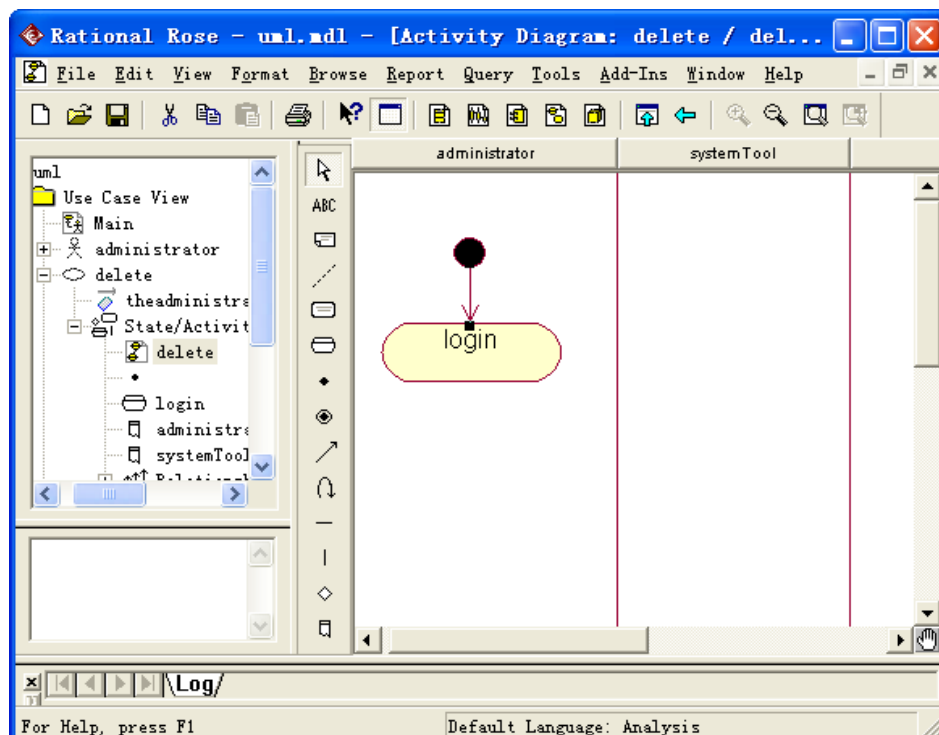 Rational Rose - uml.mdl - [Activity Diagram: delete / del...
File Edit View Format Browse Report Query Tools Add-Ins Window Help
administrator systemTool
uml
Use Case View
Main
administrator
delete
theadministra
State/Activit
delete
login
administra
systemTool
ABC
login
Log
For Help, press F1
Default Language: Analysis